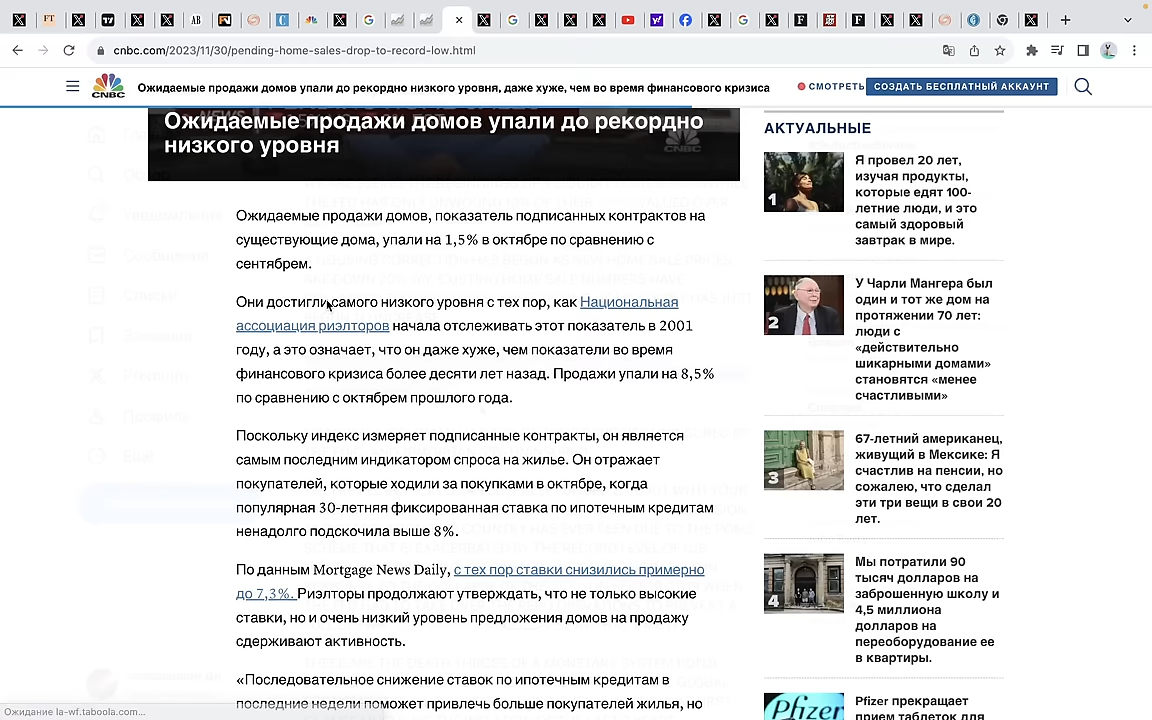 cnbc.com/2023/11/30/pending-home-sales-drop-to-record-low.html
CNBC
Ожидаемые продажи домов упали до рекордно низкого уровня, даже хуже, чем во время финансового кризиса
СМОТРЕТЬ
СОЗДАТЬ БЕСПЛАТНЫЙ АККАУНТ
Ожидаемые продажи домов упали до рекордно
низкого уровня
CNBC
Ожидаемые продажи домов, показатель подписанных контрактов на
существующие дома, упали на 1,5% в октябре по сравнению с
сентябрем.
Они достигли самого низкого уровня с тех пор, как Национальная
ассоциация риэлторов начала отслеживать этот показатель в 2001
году, а это означает, что он даже хуже, чем показатели во время
финансового кризиса более десяти лет назад. Продажи упали на 8,5%
по сравнению с октябрем прошлого года.
Поскольку индекс измеряет подписанные контракты, он является
самым последним индикатором спроса на жилье. Он отражает
покупателей, которые ходили за покупками в октябре, когда
популярная 30-летняя фиксированная ставка по ипотечным кредитам
ненадолго подскочила выше 8%.
По данным Mortgage News Daily, с тех пор ставки снизились примерно
до 7,3%. Риэлторы продолжают утверждать, что не только высокие
ставки, но и очень низкий уровень предложения домов на продажу
сдерживают активность.
«Последовательное снижение ставок по ипотечным кредитам в
последние недели поможет привлечь больше покупателей жилья, но
АКТУАЛЬНЫЕ
1
Я провел 20 лет,
изучая продукты,
которые едят 100-
летние люди, и это
самый здоровый
завтрак в мире.
2
У Чарли Мангера был
один и тот же дом на
протяжении 70 лет:
люди с
«действительно
шикарными домами»
становятся «менее
счастливыми»
3
67-летний американец,
живущий в Мексике: Я
счастлив на пенсии, но
сожалею, что сделал
эти три вещи в свои 20
лет.
4
Мы потратили 90
тысяч долларов на
заброшенную школу и
4,5 миллиона
долларов на
переоборудование ее
в квартиры.
Pfizer
Pfizer прекращает
прием таблеток для
Ожидание la-wf.taboola.com...